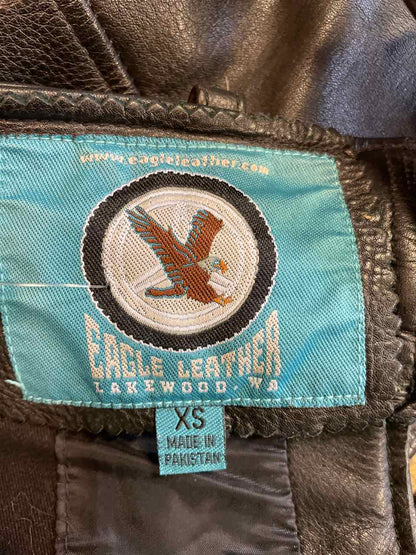 www.eagleleather.com
EAGLE LEATHER
LAKEWOOD, WA
XS
MADE IN
PAKISTAN